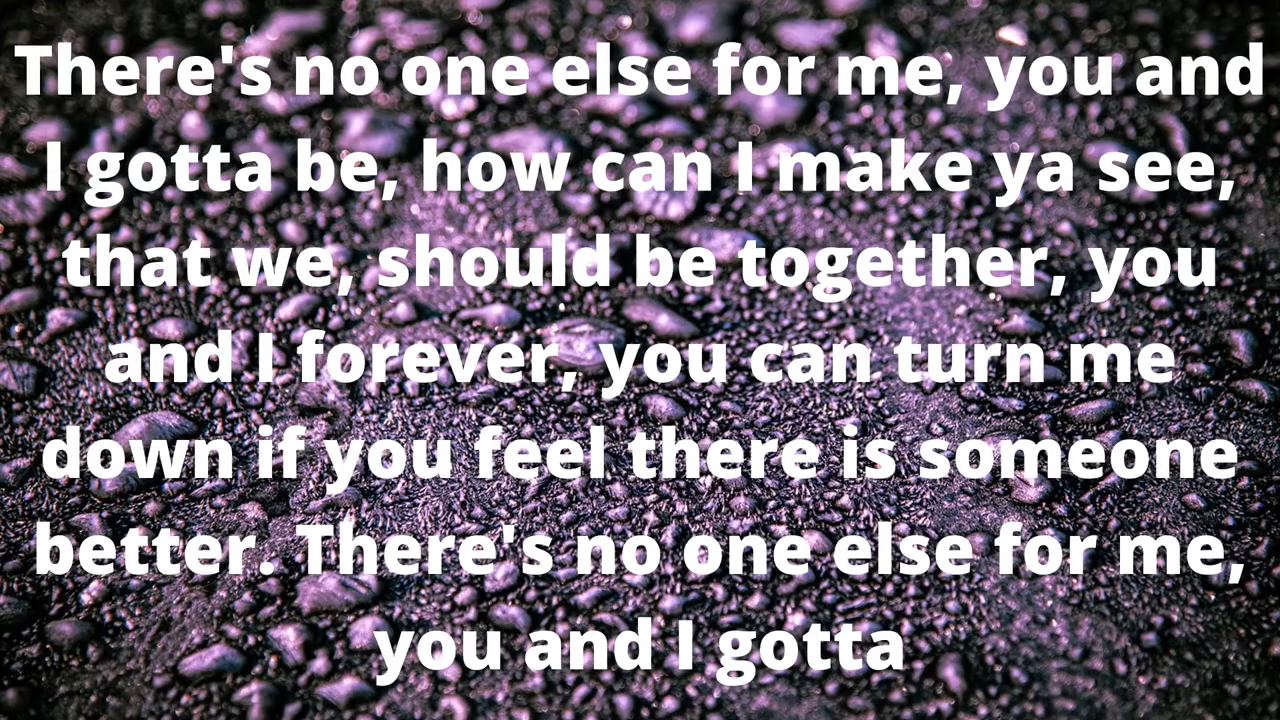 There's no one else for me, you and
I gotta be, how can I make ya see,
that we, should be together, you
and I forever, you can turn me
down if you feel there is someone
better. There's no one else for me,
you and I gotta